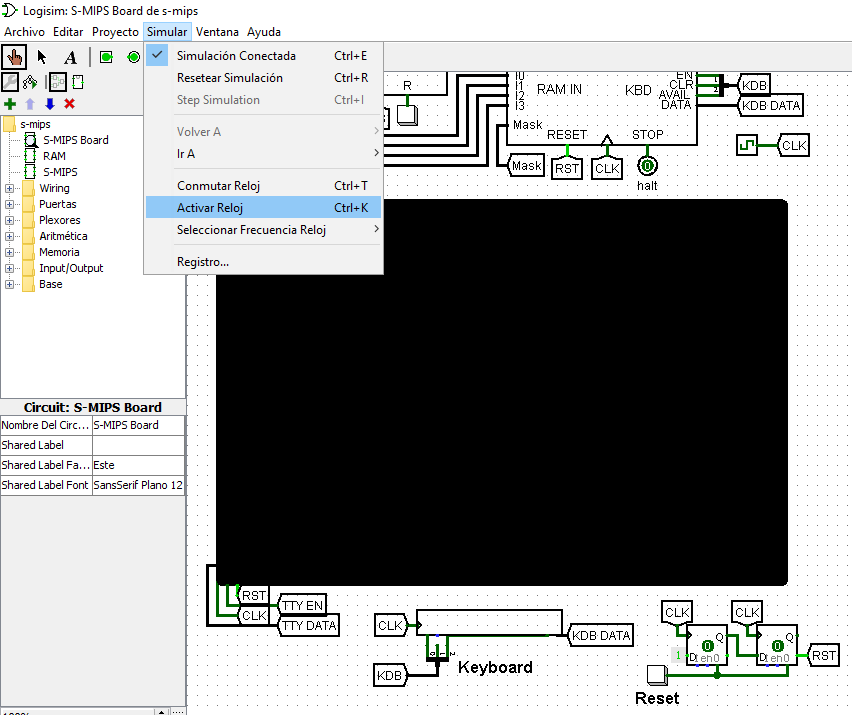 Logisim: S-MIPS Board de s-mips
Archivo Editar Proyecto Simular Ventana Ayuda
A
Simulación Conectada Ctrl+E
Resetear Simulación Ctrl+R
Step Simulation Ctrl+I
Volver A
Ir A
Conmutar Reloj Ctrl+T
Activar Reloj Ctrl+K
Seleccionar Frecuencia Reloj
Registro...
s-mips
S-MIPS Board
RAM
S-MIPS
Wiring
Puertas
Plexores
Aritmética
Memoria
Input/Output
Base
Circuit: S-MIPS Board
Nombre Del Circ... S-MIPS Board
Shared Label
Shared Label Fa... Este
Shared Label Font SansSerif Plano 12
R
I0
I1
I2
I3
RAM IN
KBD
EN
CLR
AVAIL
DATA
KDB
KDB DATA
Mask
RESET
STOP
Mask
RST
CLK
0
halt
CLK
RST
CLK
TTY EN
TTY DATA
CLK
KDB DATA
KDB
Keyboard
CLK
CLK
Q
Q
0
0
1
D
D
RST
Reset